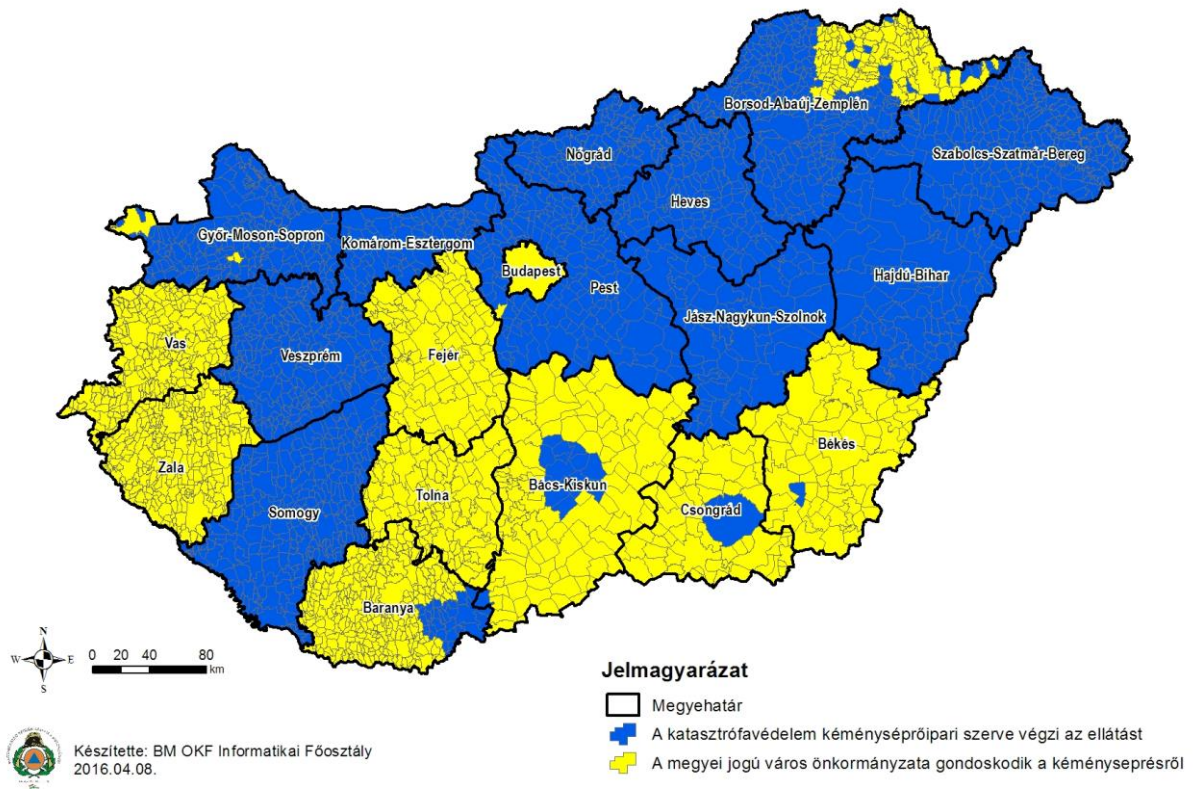 Borsod-Abaúj-Zemplén
Nógrád
Szabolcs-Szatmár-Bereg
Heves
Győr-Moson-Sopron
Komárom-Esztergom
Budapest
Pest
Hajdú-Bihar
Jász-Nagykun-Szolnok
Vas
Veszprém
Fejér
Békés
Zala
Tolna
Bács-Kiskun
Csongrád
Somogy
Baranya
N
W E
S
0 20 40 80
km
Jelmagyarázat
Megyehatár
A katasztrófavédelem kéményséprőipari szerve végzi az ellátást
A megyei jogú város önkormányzata gondoskodik a kéményseprésről
Készítette: BM OKF Informatikai Főosztály
2016.04.08.